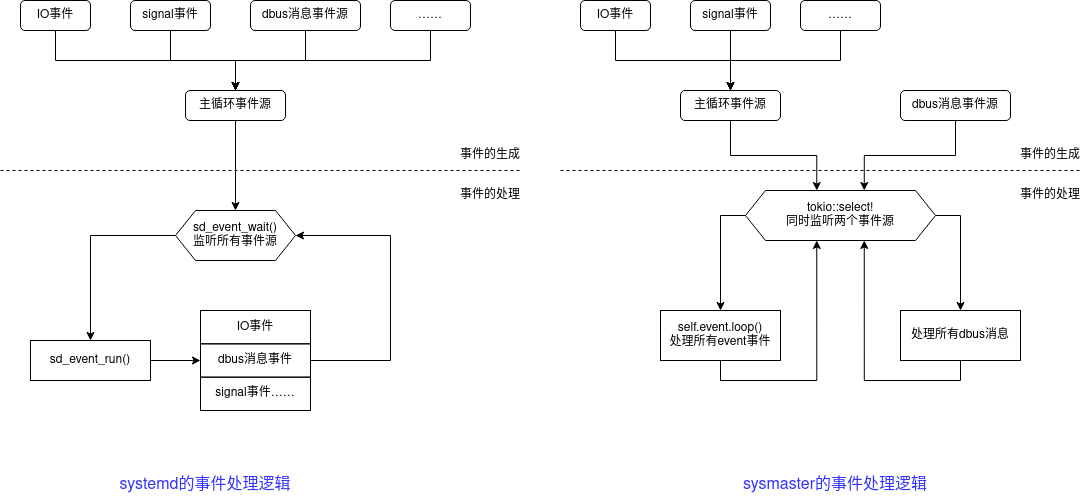 IO事件
signal事件
dbus消息事件源
……
主循环事件源
事件的生成
事件的处理
sd_event_wait()
监听所有事件源
sd_event_run()
IO事件
dbus消息事件
signal事件……
systemd的事件处理逻辑
IO事件
signal事件
……
主循环事件源
dbus消息事件源
事件的生成
事件的处理
tokio::select!
同时监听两个事件源
self.event.loop()
处理所有event事件
处理所有dbus消息
sysmaster的事件处理逻辑